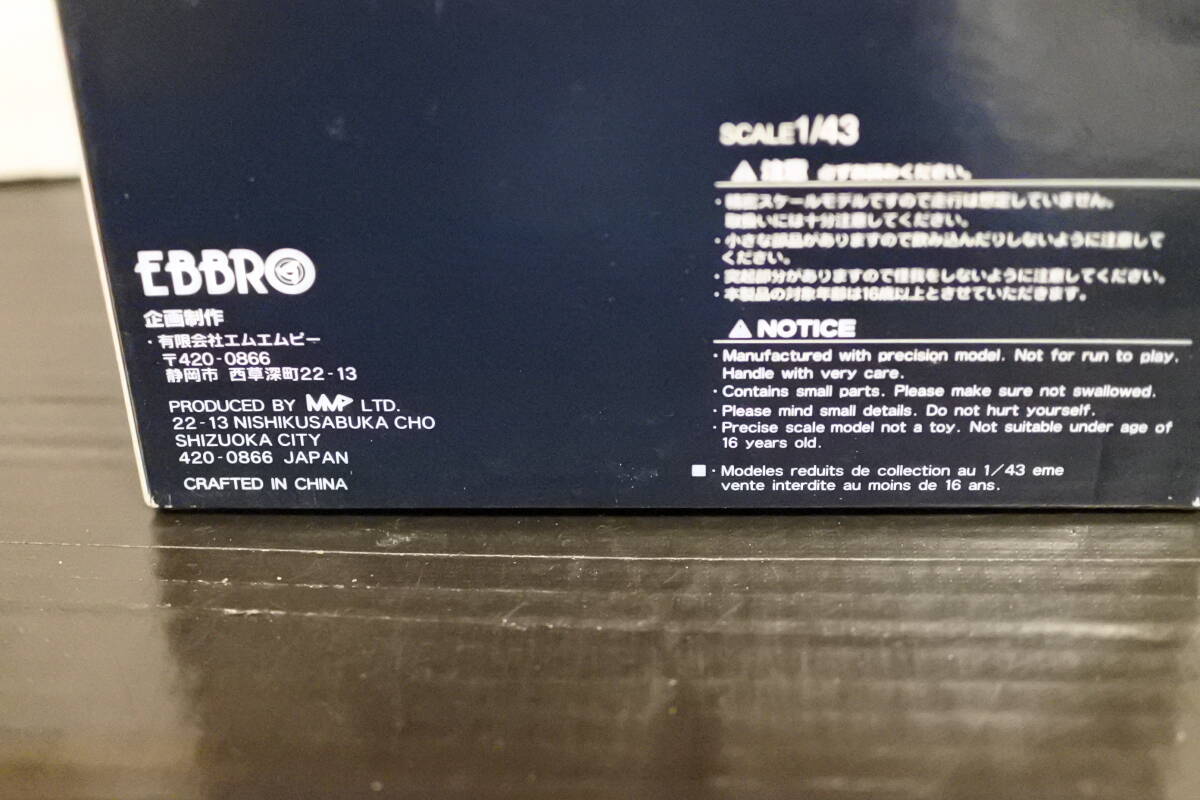 EBBRO
企画制作
・有限会社エムエムピー
〒420-0866
静岡市 西草深町22-13
PRODUCED BY MMP LTD.
22-13 NISHIKUSABUKA CHO
SHIZUOKA CITY
420-0866 JAPAN
CRAFTED IN CHINA
SCALE1/43
⚠注意 必ずお読みください。
・精密スケールモデルですので走行は想定していません。
取扱いには十分注意してください。
・小さな部品がありますので飲み込んだりしないように注意して
ください。
・突起部分がありますので怪我をしないように注意してください。
・本製品の対象年齢は16歳以上とさせていただきます。
⚠NOTICE
・Manufactured with precision model. Not for run to play.
Handle with very care.
・Contains small parts. Please make sure not swallowed.
・Please mind small details. Do not hurt yourself.
・Precise scale model not a toy. Not suitable under age of
16 years old.
■・Modeles reduits de collection au 1/43 eme
vente interdite au moins de 16 ans.